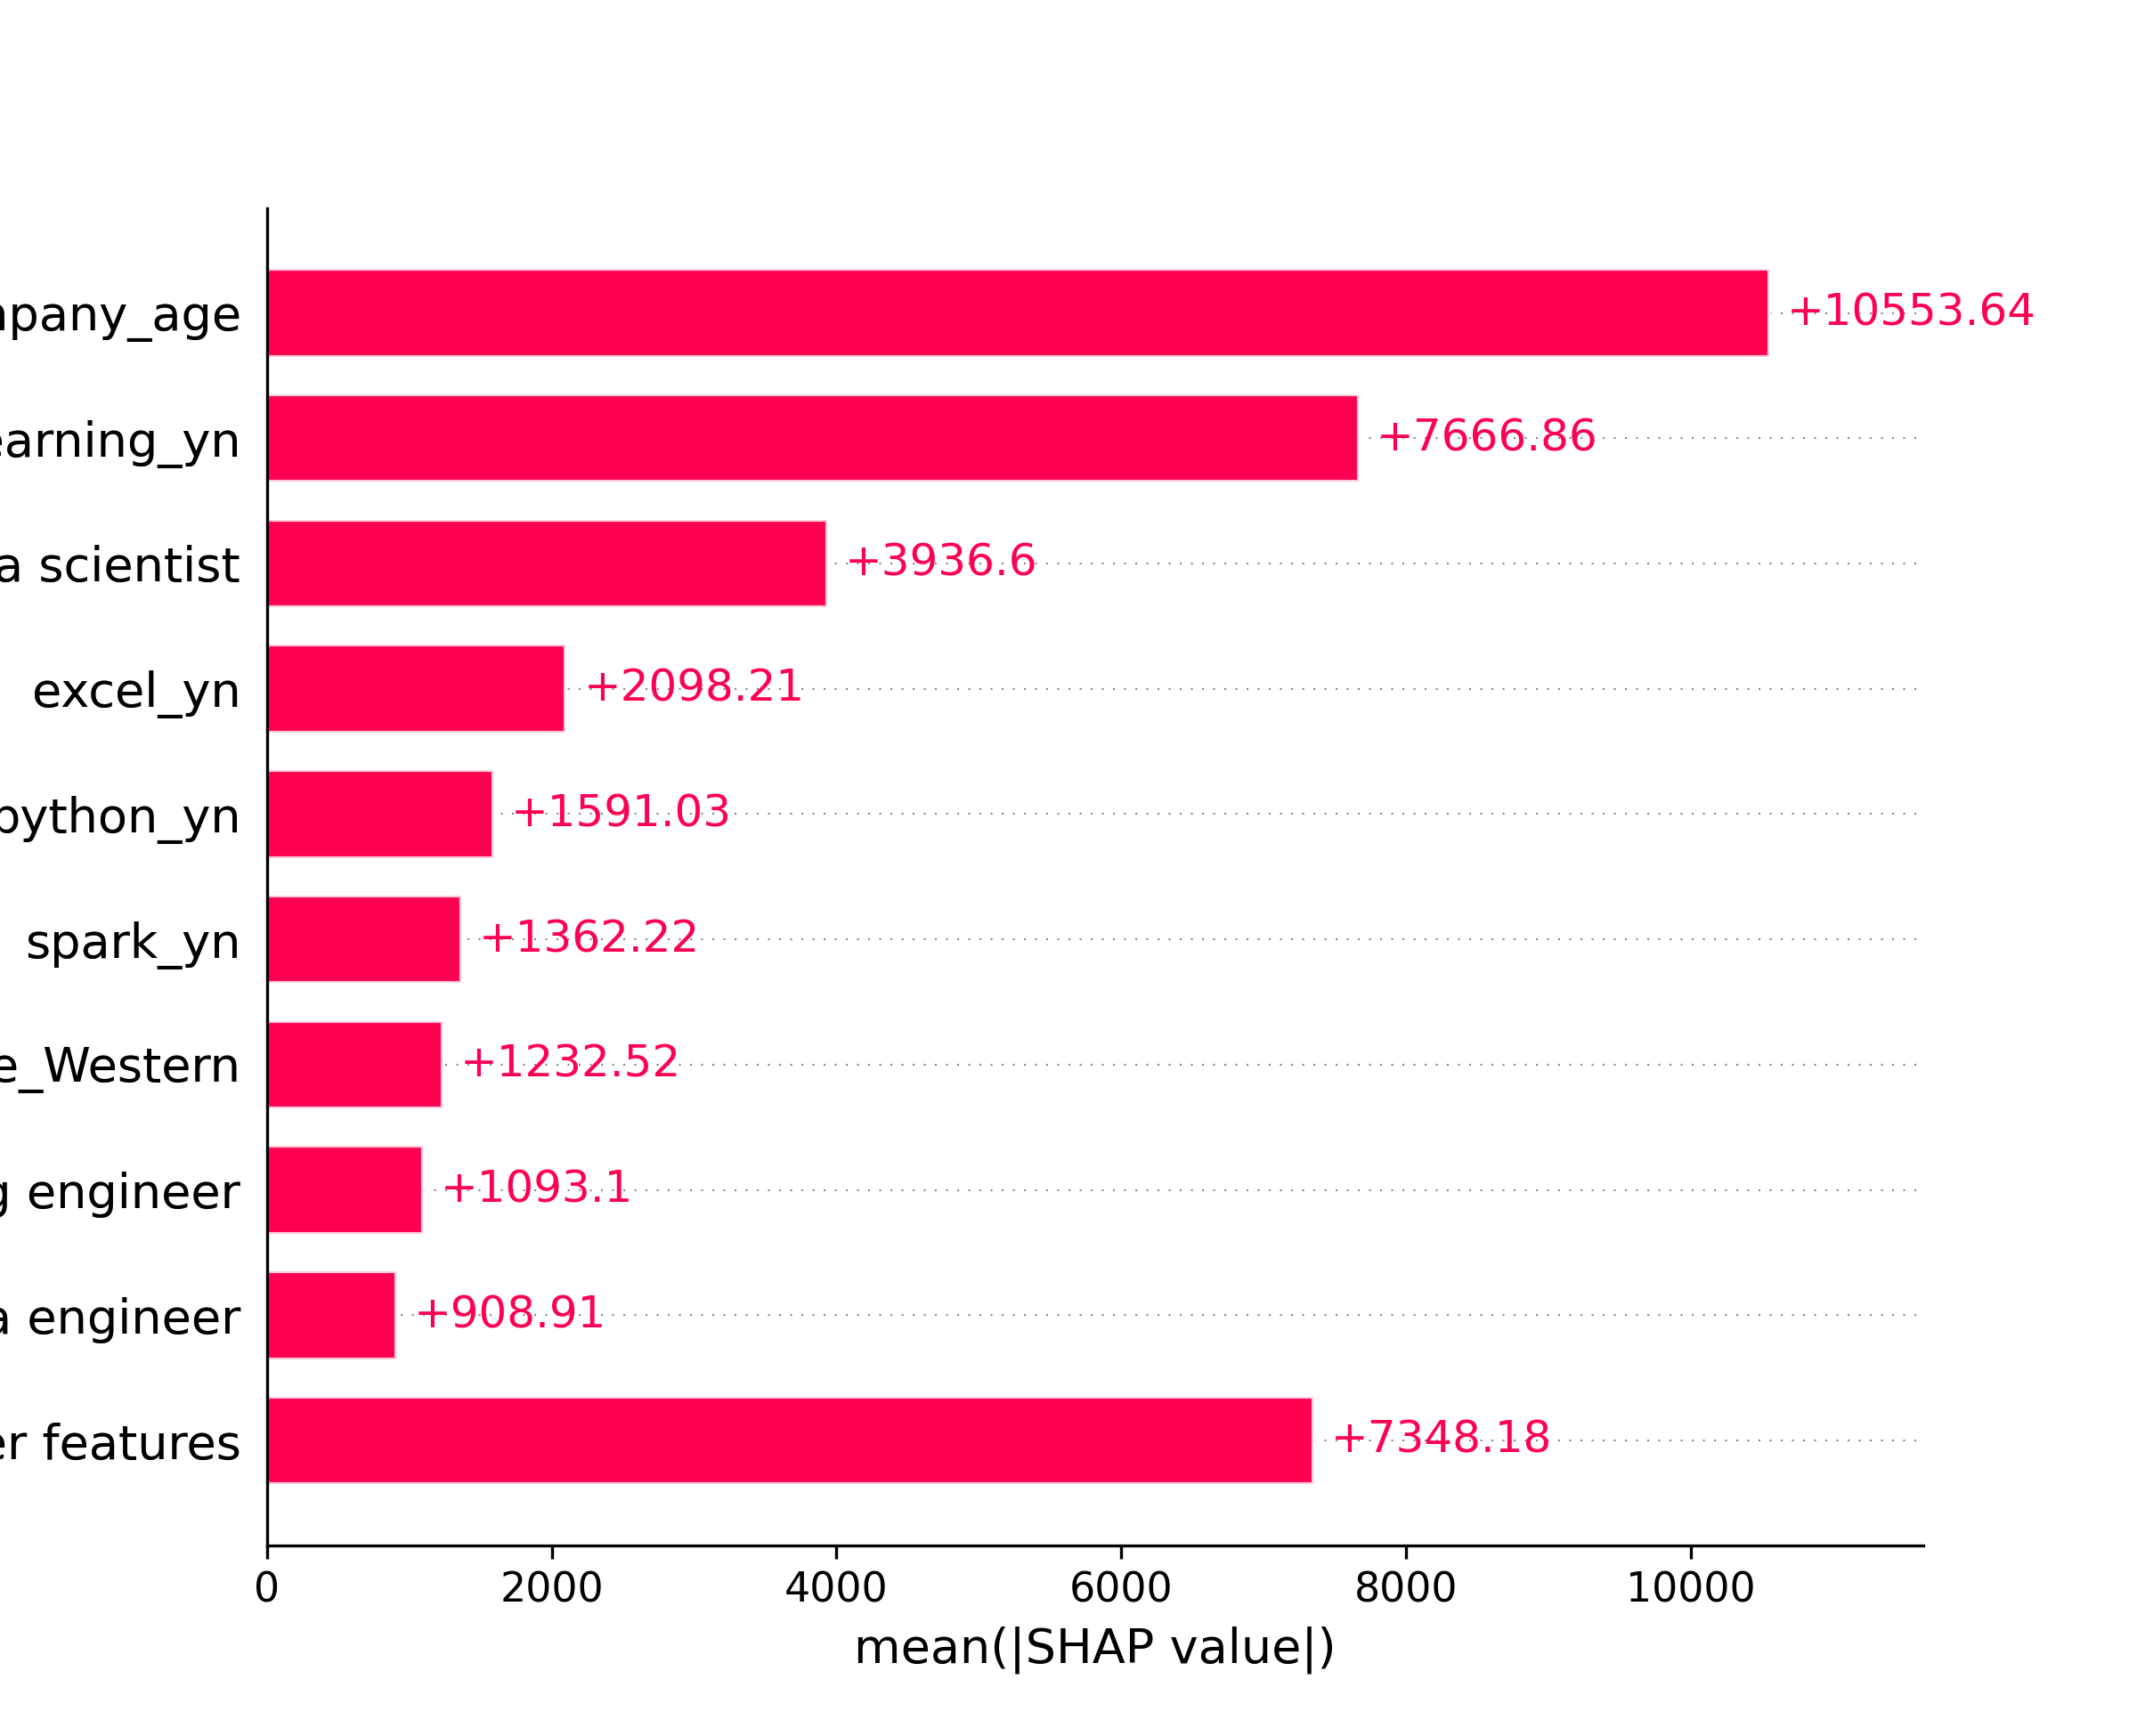 mpany_age +10553.64
earning_yn +7666.86
a scientist +3936.6
excel_yn +2098.21
python_yn +1591.03
spark_yn +1362.22
e_Western +1232.52
g engineer +1093.1
a engineer +908.91
er features +7348.18
0 2000 4000 6000 8000 10000
mean(|SHAP value|)